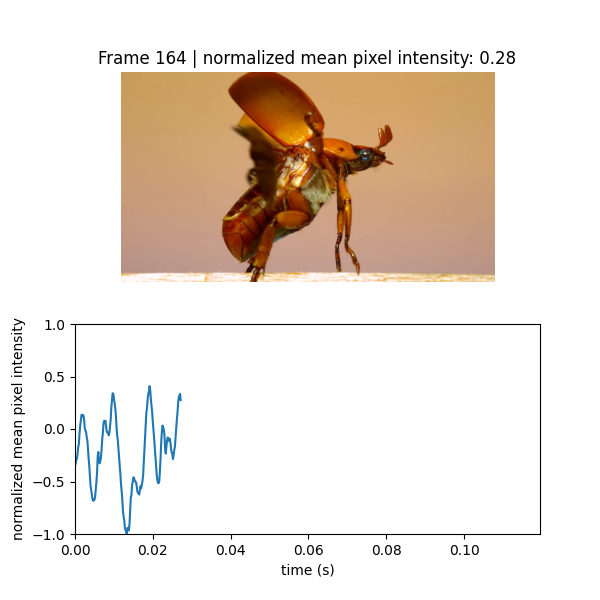 Frame 164 | normalized mean pixel intensity: 0.28
1.0
0.5
0.0
−0.5
−1.0
normalized mean pixel intensity
0.00 0.02 0.04 0.06 0.08 0.10
time (s)